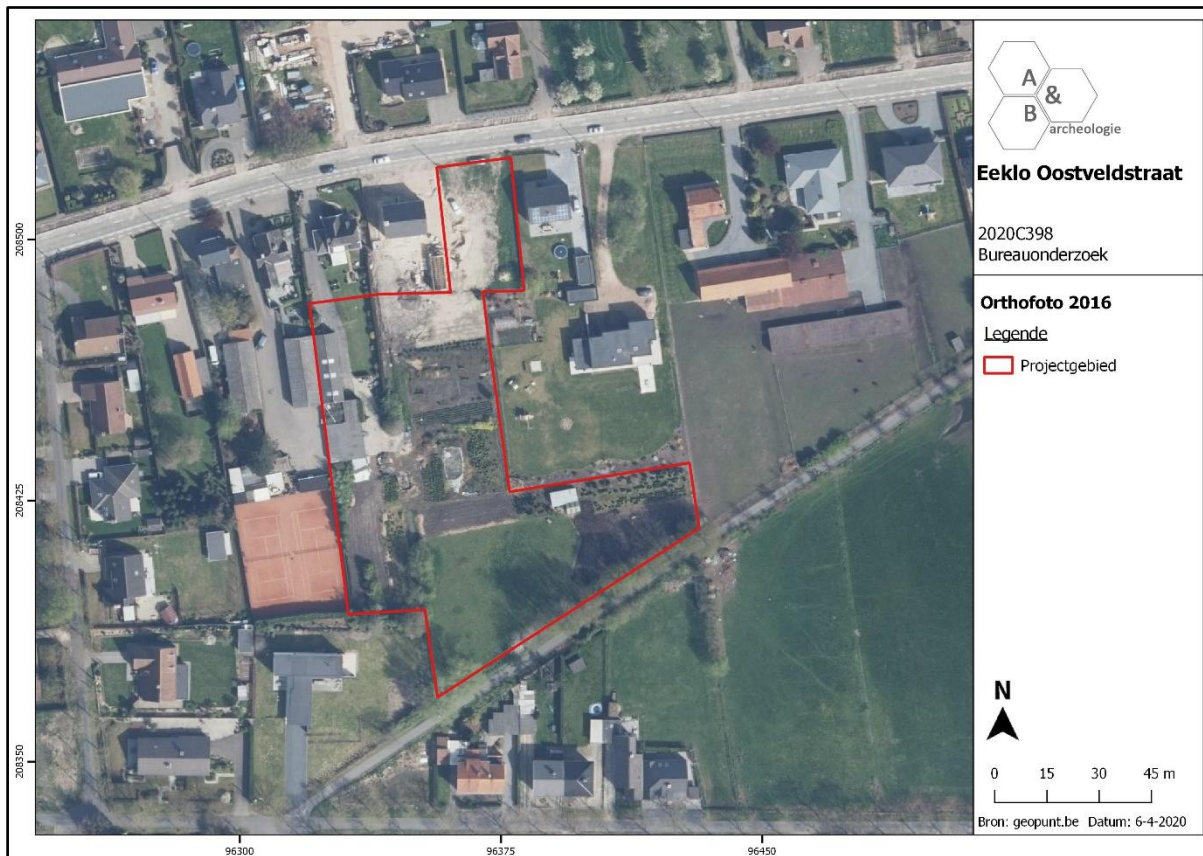 A
&
B
archeologie
Eeklo Oostveldstraat
2020C398
Bureauonderzoek
Orthofoto 2016
Legende
Projectgebied
N
0 15 30 45 m
Bron: geopunt.be Datum: 6-4-2020
208500
208425
208350
96300 96375 96450